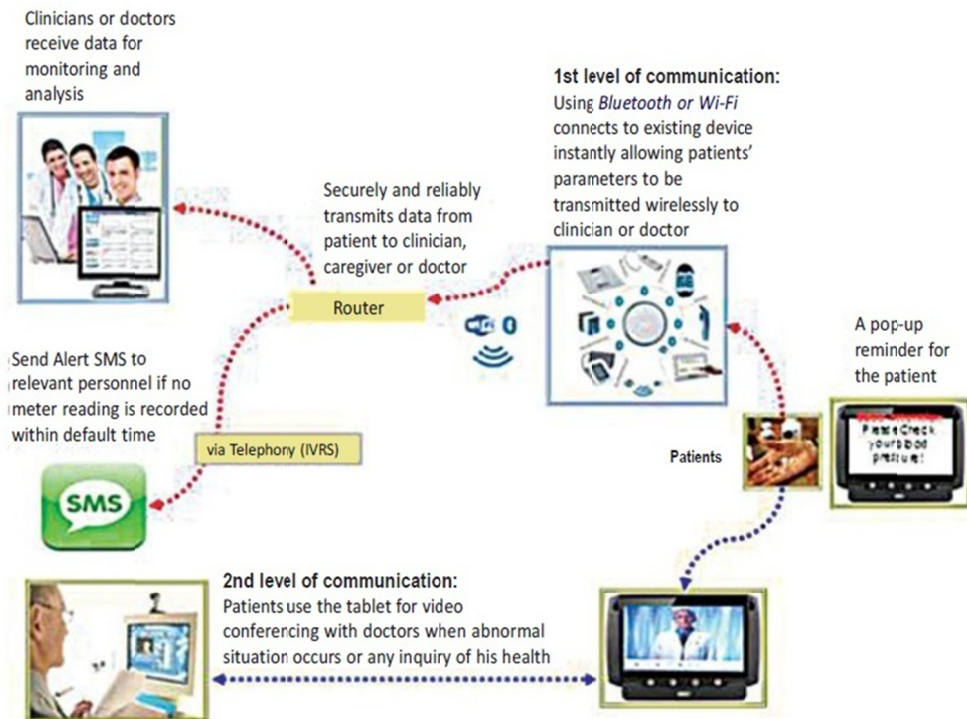 Clinicians or doctors
receive data for
monitoring and
analysis
1st level of communication:
Using Bluetooth or Wi-Fi
connects to existing device
instantly allowing patients'
parameters to be
transmitted wirelessly to
clinician or doctor
Securely and reliably
transmits data from
patient to clinician,
caregiver or doctor
Router
A pop-up
reminder for
the patient
Send Alert SMS to
relevant personnel if no
meter reading is recorded
within default time
via Telephony (IVRS)
Patients
Please Check
your blood
pressure!
SMS
2nd level of communication:
Patients use the tablet for video
conferencing with doctors when abnormal
situation occurs or any inquiry of his health